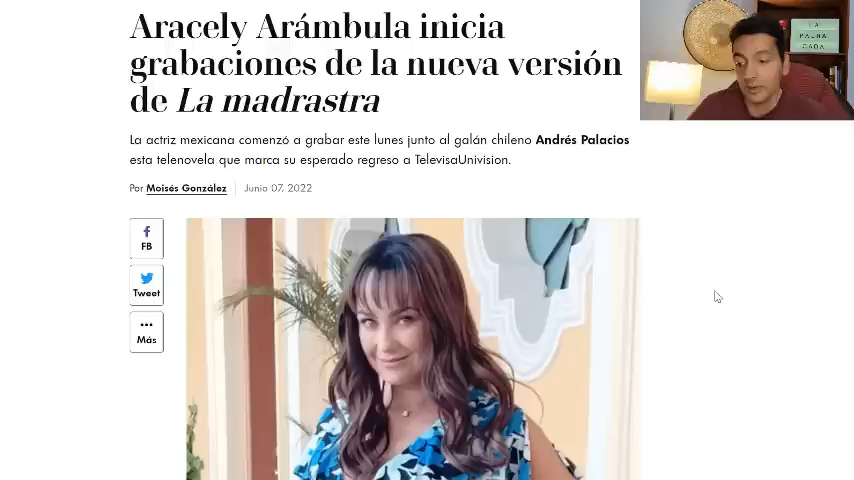 Aracely Arámbula inicia
grabaciones de la nueva versión
de La madrastra
La actriz mexicana comenzó a grabar este lunes junto al galán chileno Andrés Palacios
esta telenovela que marca su esperado regreso a TelevisaUnivision.
Por Moisés González Junio 07, 2022
FB
Tweet
Más
LA
CADA